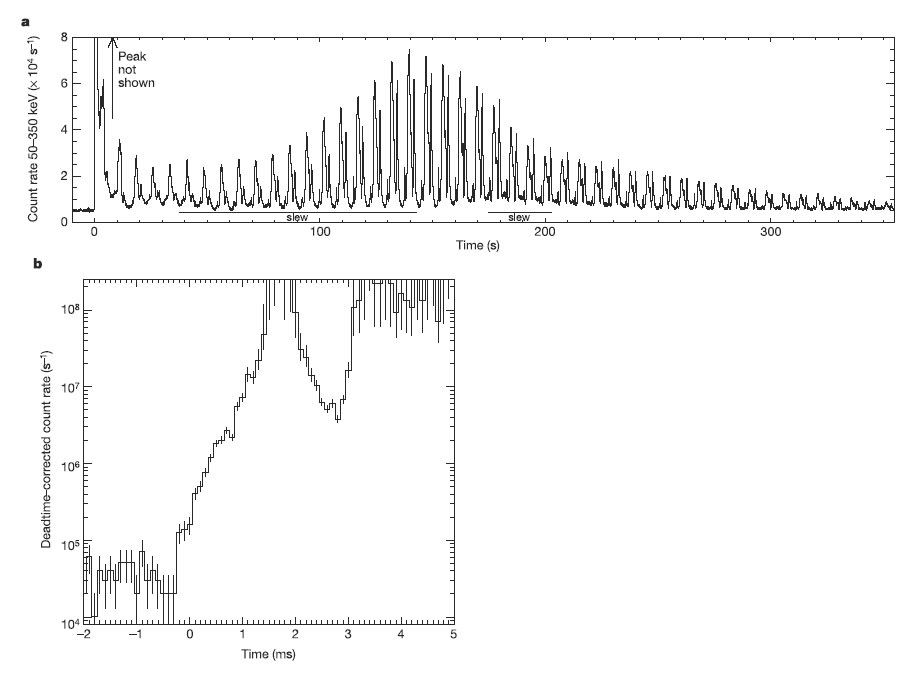 a
Count rate 50–350 keV (× 10⁴ s⁻¹)
8
6
4
2
0
Peak
not
shown
slew
slew
0
100
200
300
Time (s)
b
Deadtime-corrected count rate (s⁻¹)
10⁸
10⁷
10⁶
10⁵
10⁴
–2
–1
0
1
2
3
4
5
Time (ms)